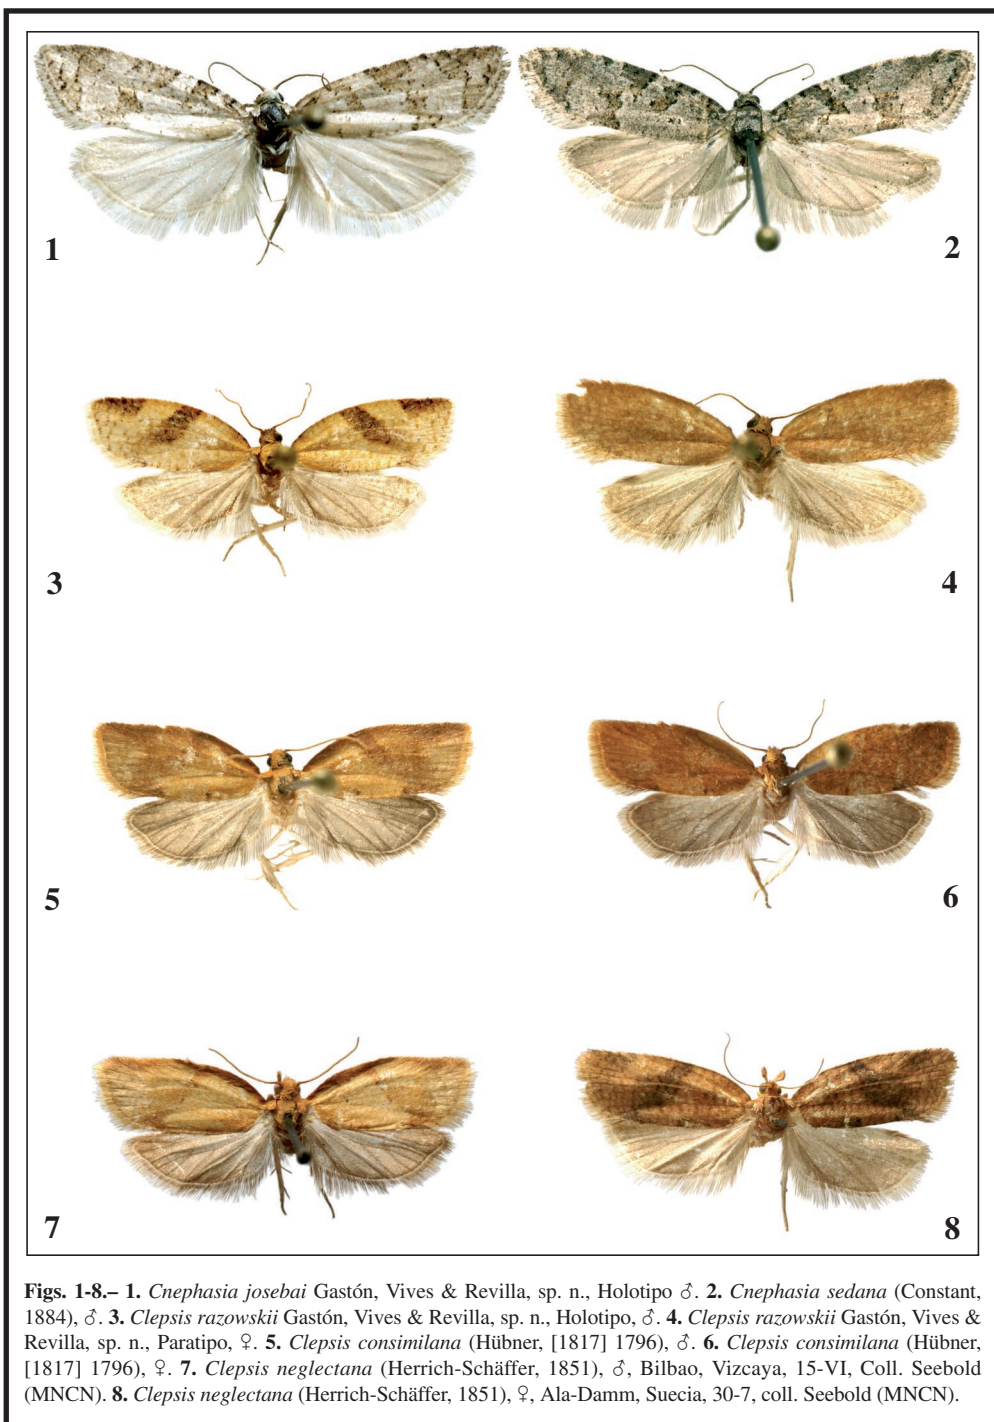 1
2
3
4
5
6
7
8
Figs. 1-8.– 1. Cnephasia josebai Gastón, Vives & Revilla, sp. n., Holotipo ♂. 2. Cnephasia sedana (Constant,
1884), ♂. 3. Clepsis razowskii Gastón, Vives & Revilla, sp. n., Holotipo, ♂. 4. Clepsis razowskii Gastón, Vives &
Revilla, sp. n., Paratipo, ♀. 5. Clepsis consimilana (Hübner, [1817] 1796), ♂. 6. Clepsis consimilana (Hübner,
[1817] 1796), ♀. 7. Clepsis neglectana (Herrich-Schäffer, 1851), ♂, Bilbao, Vizcaya, 15-VI, Coll. Seebold
(MNCN). 8. Clepsis neglectana (Herrich-Schäffer, 1851), ♀, Ala-Damm, Suecia, 30-7, coll. Seebold (MNCN).